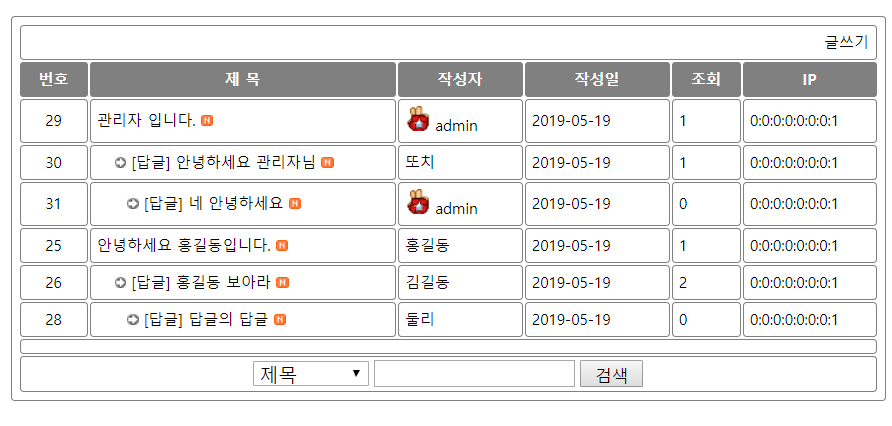 글쓰기
번호 제 목 작성자 작성일 조회 IP
29 관리자 입니다. N admin 2019-05-19 1 0:0:0:0:0:0:0:1
30 [답글] 안녕하세요 관리자님 N 또치 2019-05-19 1 0:0:0:0:0:0:0:1
31 [답글] 네 안녕하세요 N admin 2019-05-19 0 0:0:0:0:0:0:0:1
25 안녕하세요 홍길동입니다. N 홍길동 2019-05-19 1 0:0:0:0:0:0:0:1
26 [답글] 홍길동 보아라 N 김길동 2019-05-19 2 0:0:0:0:0:0:0:1
28 [답글] 답글의 답글 N 둘리 2019-05-19 0 0:0:0:0:0:0:0:1
제목 검색